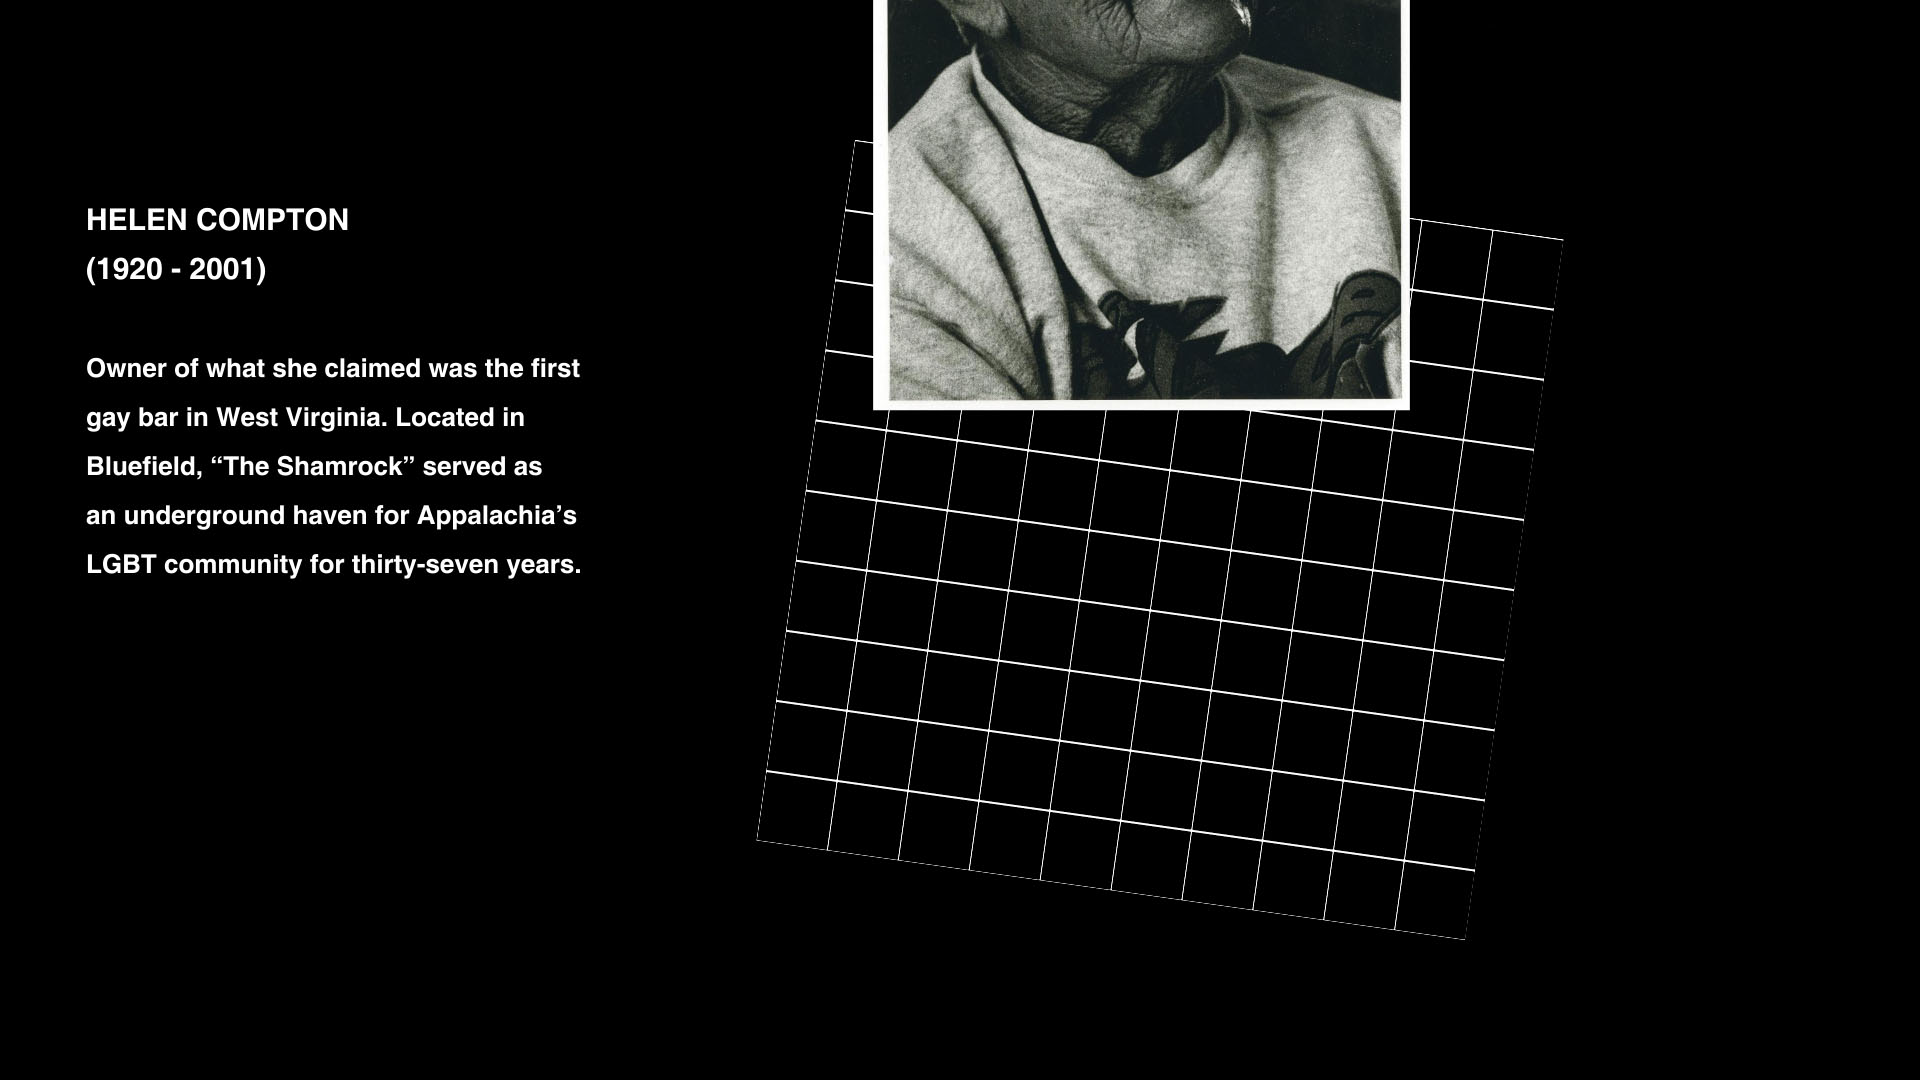 HELEN COMPTON
(1920 - 2001)
Owner of what she claimed was the first
gay bar in West Virginia. Located in
Bluefield, “The Shamrock” served as
an underground haven for Appalachia’s
LGBT community for thirty-seven years.